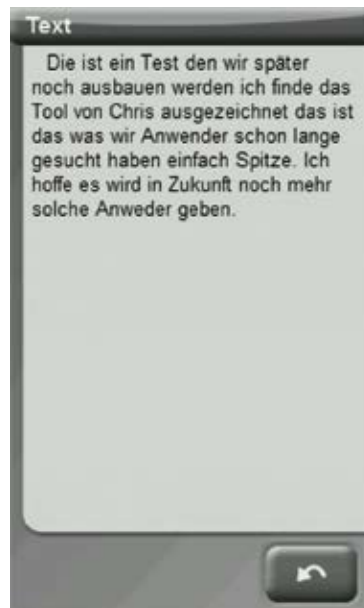 Text
Die ist ein Test den wir später
noch ausbauen werden ich finde das
Tool von Chris ausgezeichnet das ist
das was wir Anwender schon lange
gesucht haben einfach Spitze. Ich
hoffe es wird in Zukunft noch mehr
solche Anweder geben.